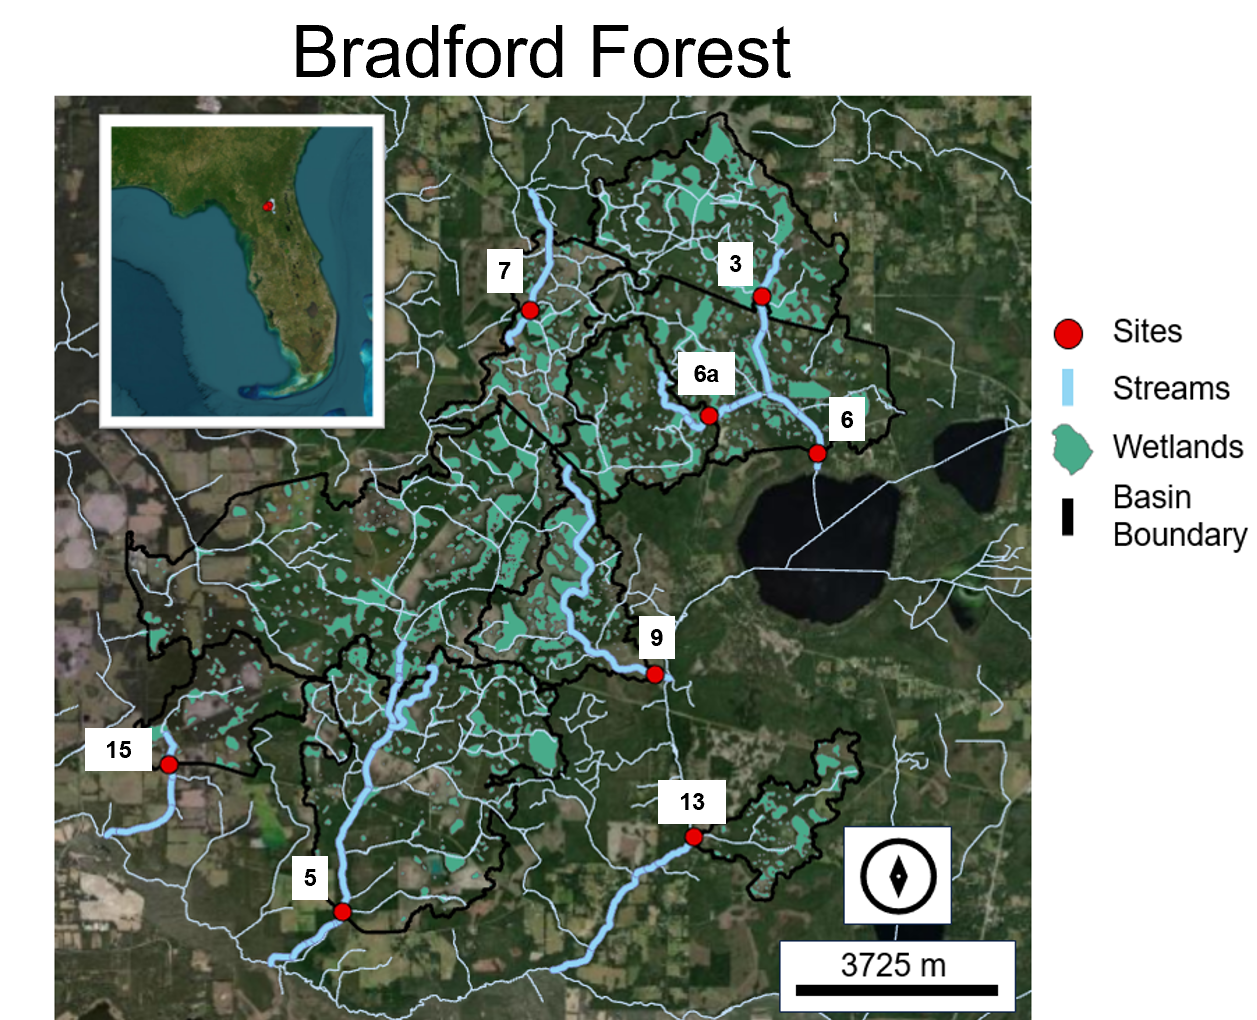 Bradford Forest
3
7
6a
6
9
15
13
5
Sites
Streams
Wetlands
Basin
Boundary
3725 m